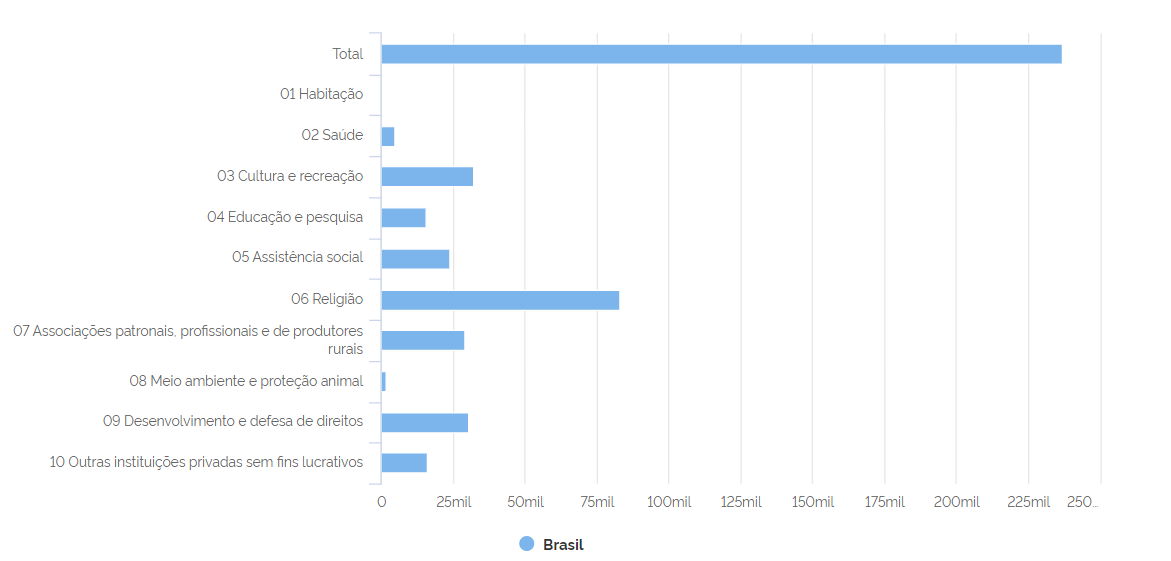 Total
01 Habitação
02 Saúde
03 Cultura e recreação
04 Educação e pesquisa
05 Assistência social
06 Religião
07 Associações patronais, profissionais e de produtores
rurais
08 Meio ambiente e proteção animal
09 Desenvolvimento e defesa de direitos
10 Outras instituições privadas sem fins lucrativos
0 25mil 50mil 75mil 100mil 125mil 150mil 175mil 200mil 225mil 250…
Brasil